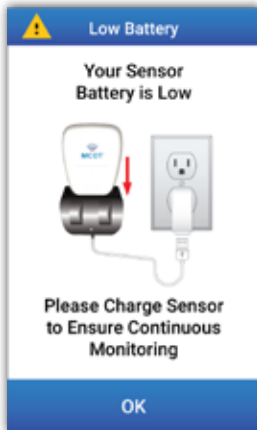 Low Battery
Your Sensor
Battery is Low
MCOT
Please Charge Sensor
to Ensure Continuous
Monitoring
OK